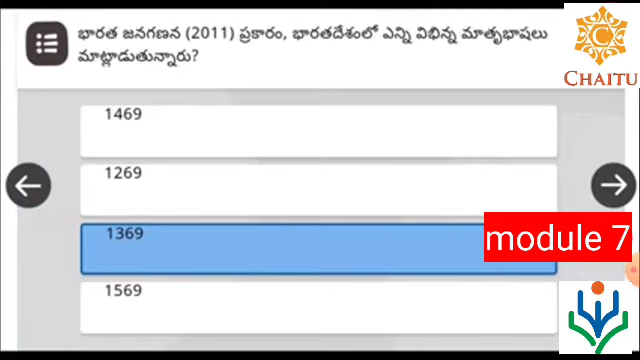 భారత జనగణన (2011) ప్రకారం, భారతదేశంలో ఎన్ని విభిన్న మాతృభాషలు
మాట్లాడుతున్నారు?
CHAITU
1469
1269
1369
module 7
1569